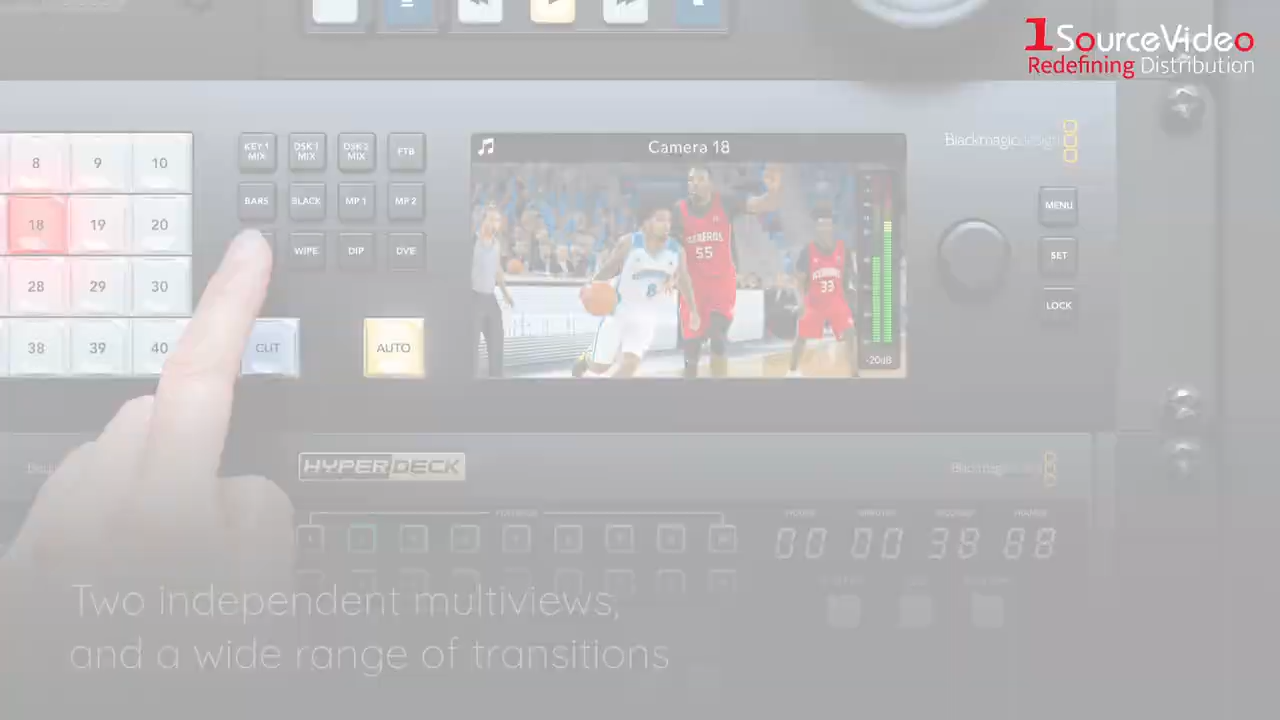 1SourceVideo
Redefining Distribution
Camera 18
Blackmagicdesign
8 9 10
KEY 1 MIX
DSK 1 MIX
DSK 2 MIX
FTB
18 19 20
BARS BLACK MP 1 MP 2
MENU
28 29 30
WIPE DIP DVE
SET
LOCK
38 39 40
CUT
AUTO
55
8
33
-20dB
HYPERDECK
Blackmagicdesign
00 00 38
Two independent multiviews,
and a wide range of transitions